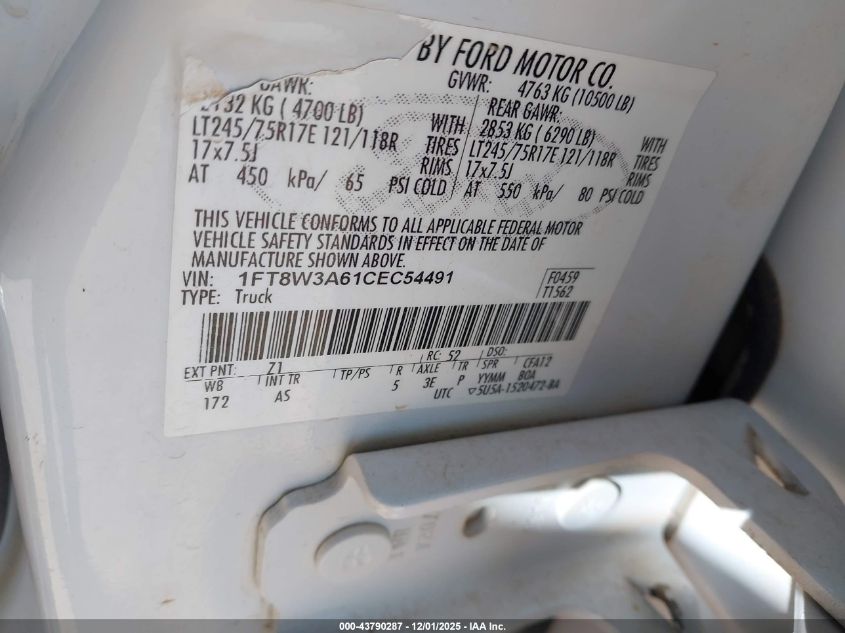 BY FORD MOTOR CO.
GAWR: GVWR: 4763 KG (10500 LB)
2132 KG ( 4700 LB) REAR GAWR:
WITH 2853 KG ( 6290 LB) WITH
LT245/75R17E 121/118R TIRES LT245/75R17E 121/118R TIRES
17x7.5J RIMS 17x7.5J RIMS
AT 450 kPa/ 65 PSI COLD AT 550 kPa/ 80 PSI COLD
THIS VEHICLE CONFORMS TO ALL APPLICABLE FEDERAL MOTOR
VEHICLE SAFETY STANDARDS IN EFFECT ON THE DATE OF
MANUFACTURE SHOWN ABOVE.
VIN: 1FT8W3A61CEC54491 F0459
TYPE: Truck T1562
EXT PNT: Z1 RC: 52 DSO:
WB INT TR TP/PS R AXLE TR SPR CFA12
172 AS 5 3E P YYMM BOA
UTC ▽5U5A-1520472-BA
000-43790287 - 12/01/2025 - IAA Inc.